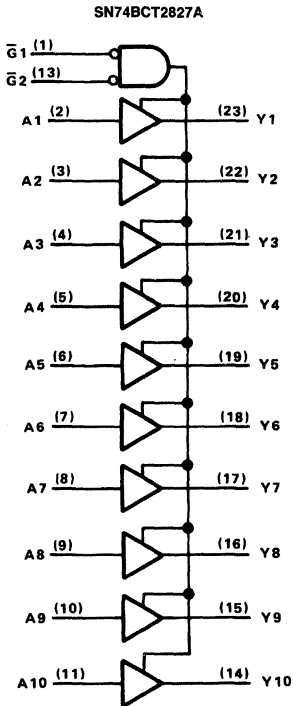 SN74BCT2827A
G̅1 (1)
G̅2 (13)
A1 (2) (23) Y1
A2 (3) (22) Y2
A3 (4) (21) Y3
A4 (5) (20) Y4
A5 (6) (19) Y5
A6 (7) (18) Y6
A7 (8) (17) Y7
A8 (9) (16) Y8
A9 (10) (15) Y9
A10 (11) (14) Y10